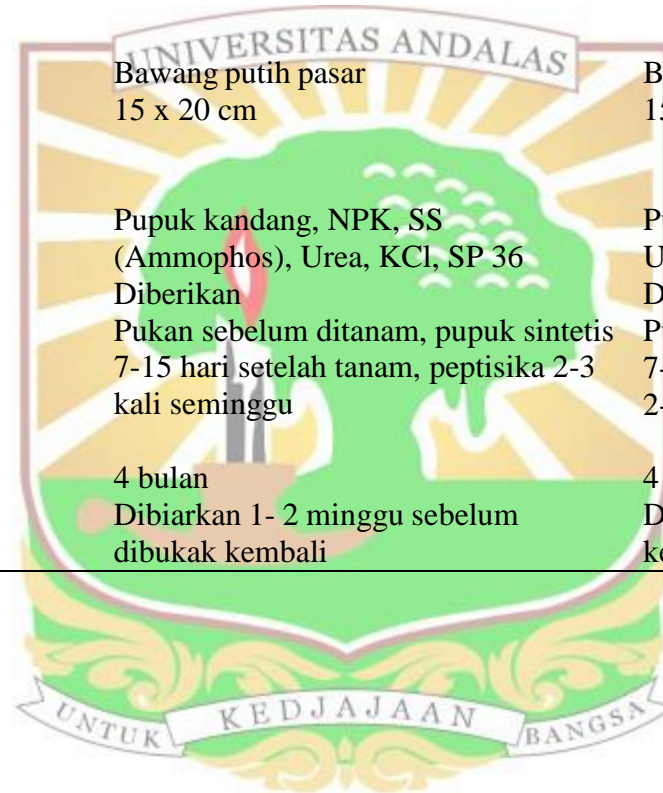 UNIVERSITAS ANDALAS
Bawang putih pasar
15 x 20 cm
Pupuk kandang, NPK, SS
(Ammophos), Urea, KCl, SP 36
Diberikan
Pukan sebelum ditanam, pupuk sintetis
7-15 hari setelah tanam, peptisika 2-3
kali seminggu
4 bulan
Dibiarkan 1- 2 minggu sebelum
dibukak kembali
UNTUK KEDJAJAAN BANGSA